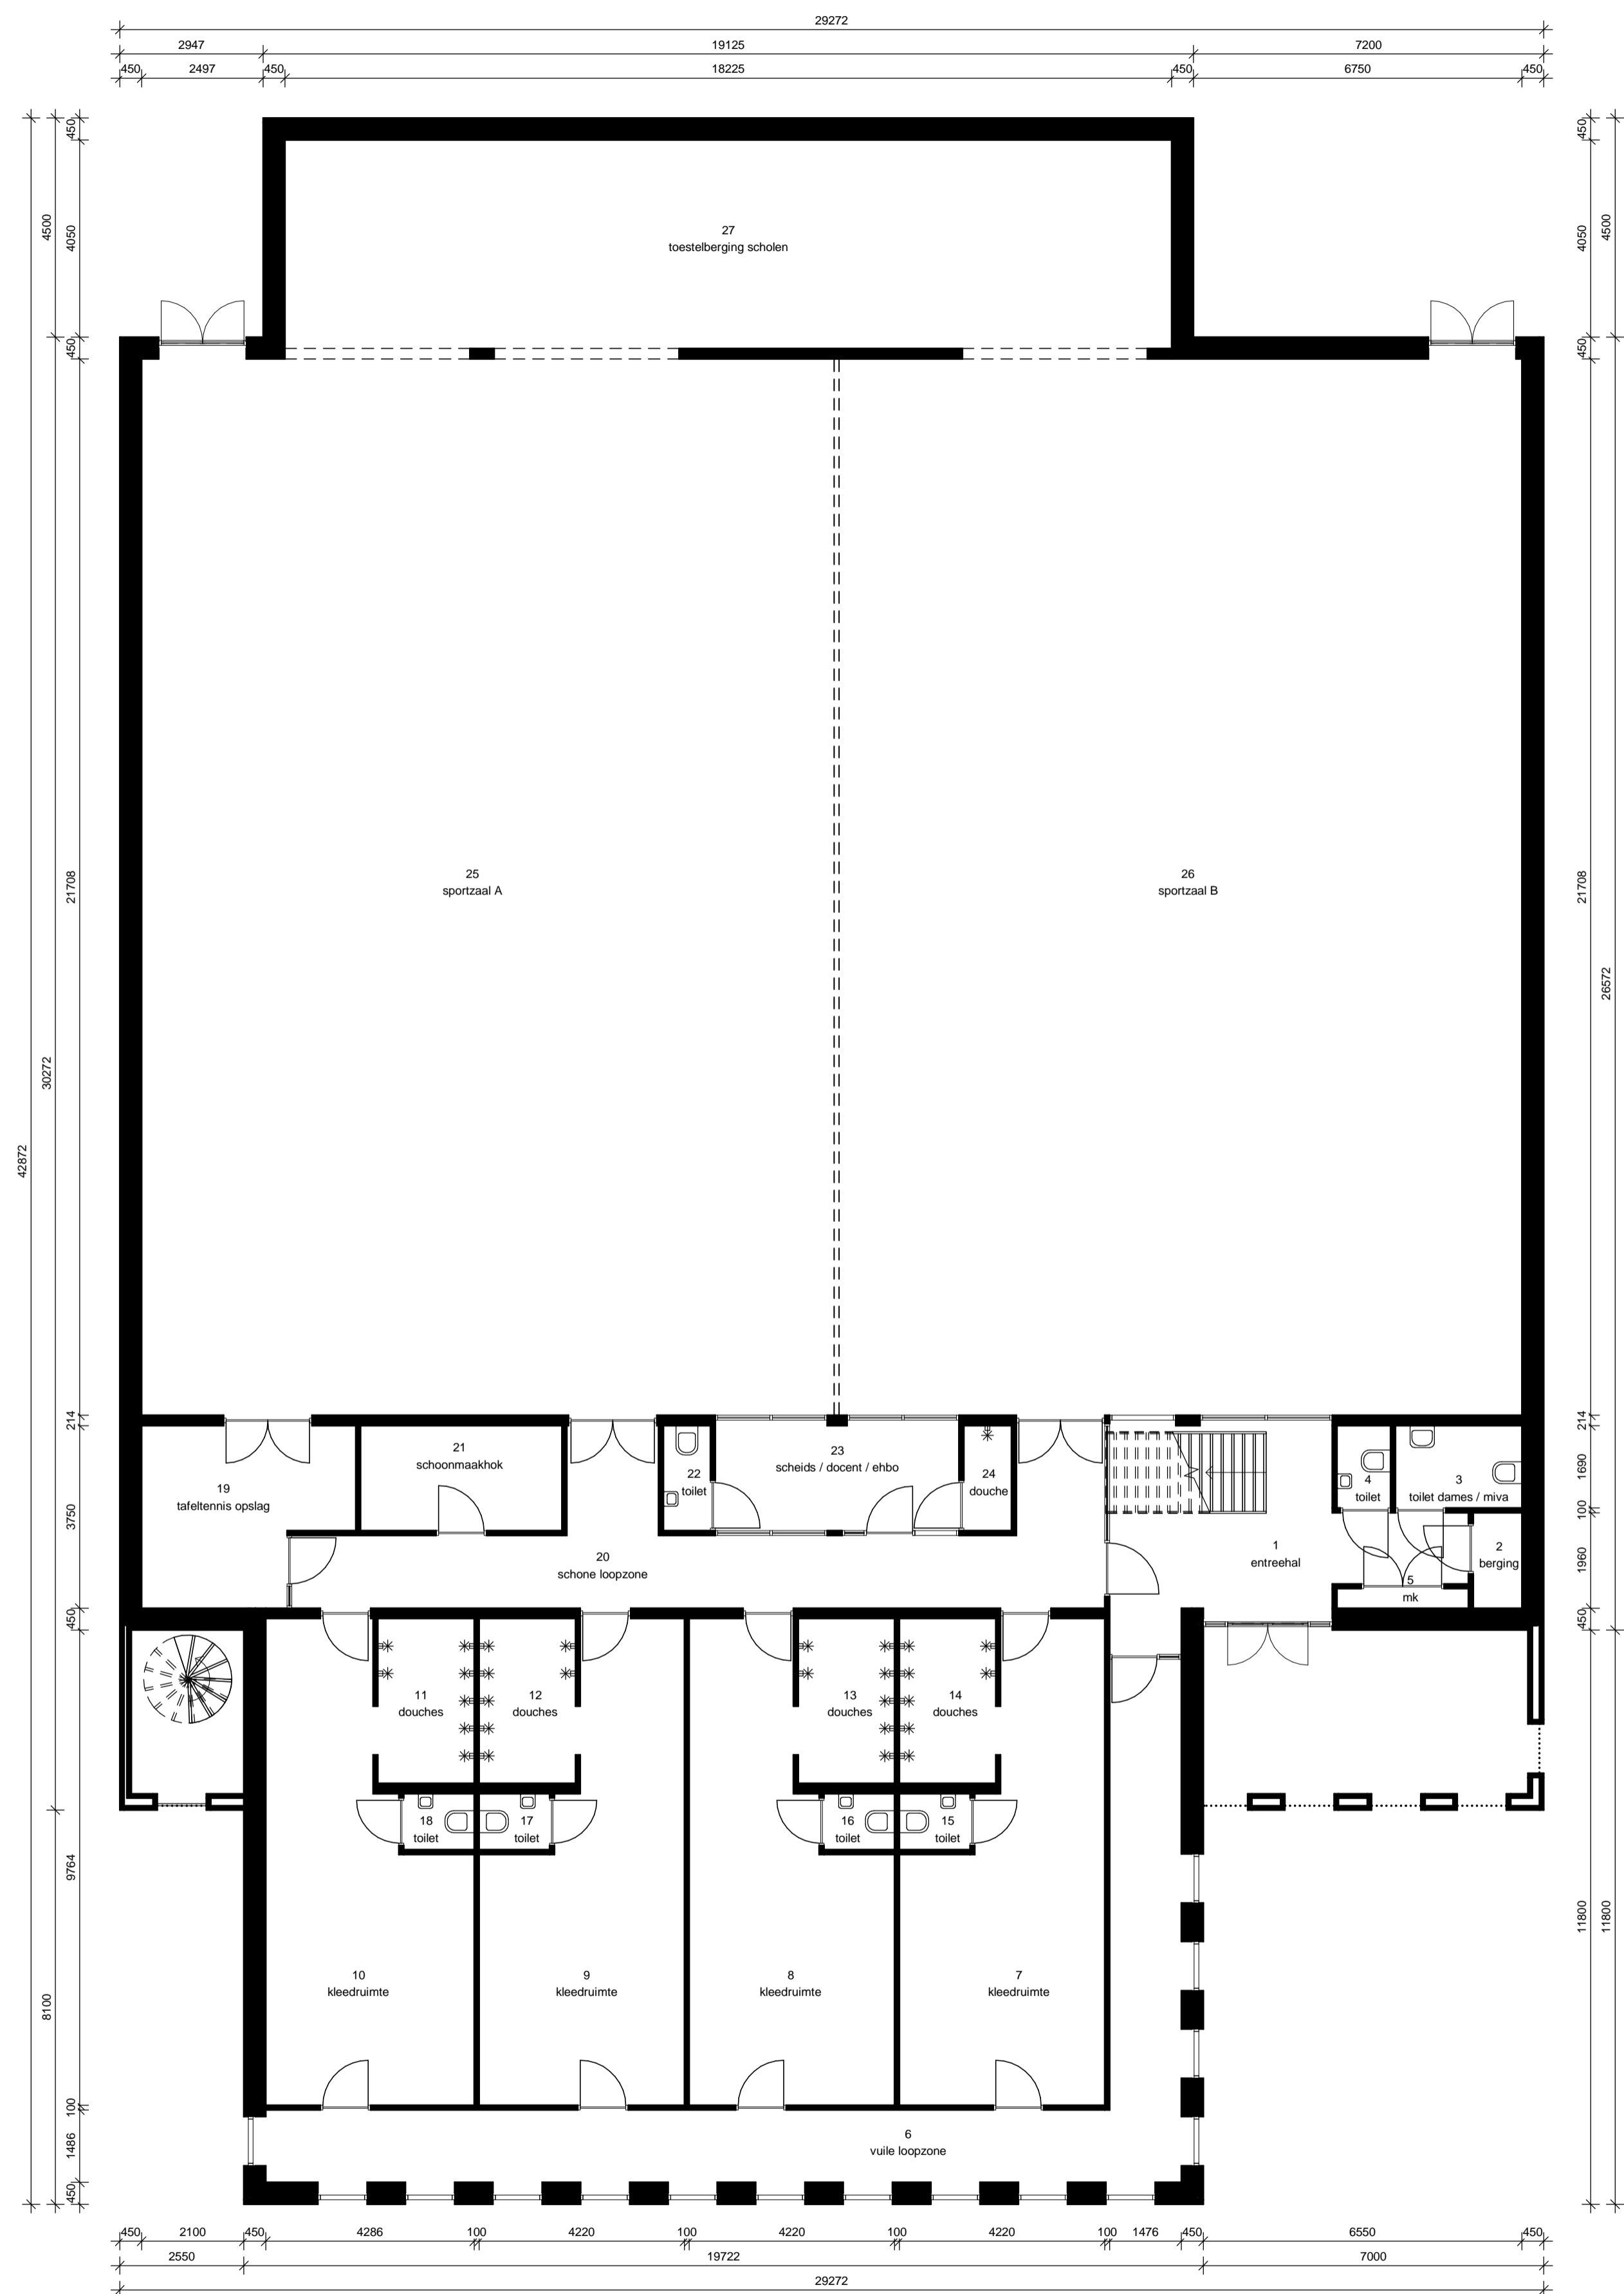 29272
2947 19125 7200
450 2497 450 18225 450 6750 450
450
4500
4050
450
21708
30272
42872
214
3750
450
9764
8100
100
1486
450
450
4050
4500
450
21708
26572
214
1690
100
1960
450
11800
11800
27
toestelberging scholen
25
sportzaal A
26
sportzaal B
21
schoonmaakhok
19
tafeltennis opslag
22
toilet
23
scheids / docent / ehbo
24
douche
4
toilet
3
toilet dames / miva
20
schone loopzone
1
entreehal
2
berging
5
mk
11
douches
12
douches
13
douches
14
douches
18
toilet
17
toilet
16
toilet
15
toilet
10
kleedruimte
9
kleedruimte
8
kleedruimte
7
kleedruimte
6
vuile loopzone
450 2100 450 4286 100 4220 100 4220 100 4220 100 1476 450 6550 450
2550 19722 7000
29272